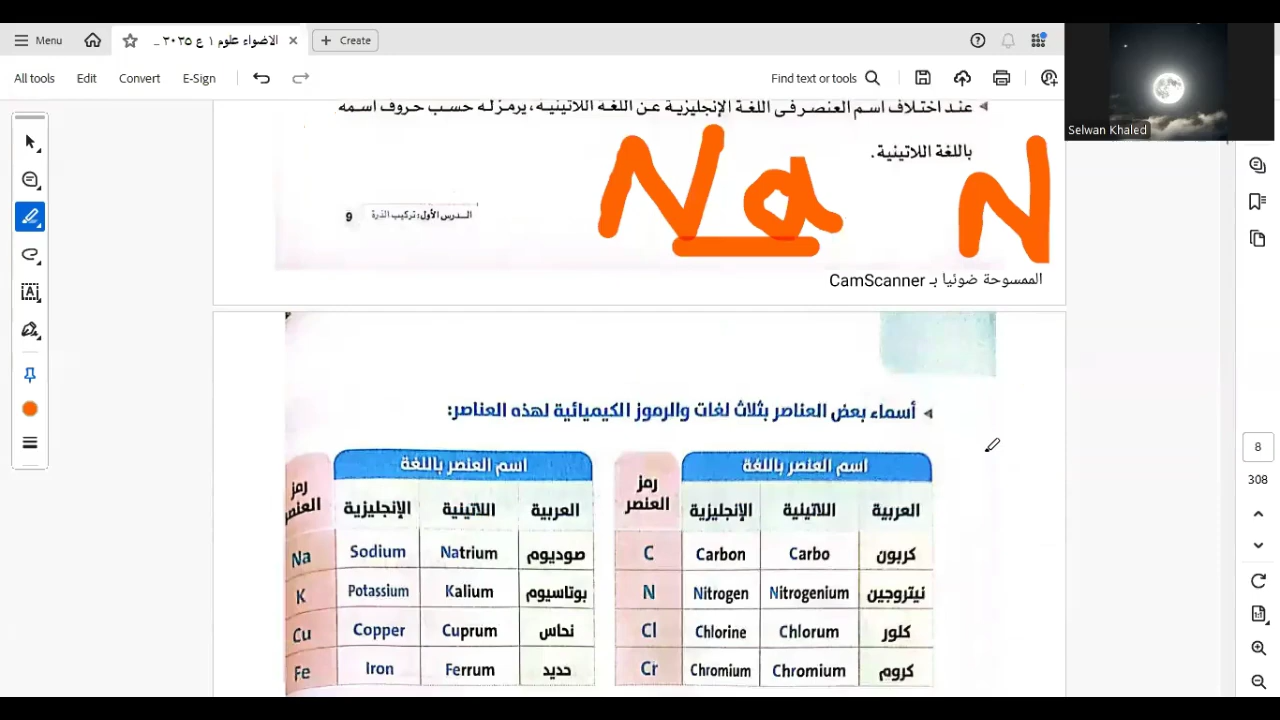 Menu
الاضواء علوم ١ ع ٢٠٢٥ ...
Create
All tools
Edit
Convert
E-Sign
Find text or tools
Selwan Khaled
عند اختلاف اسم العنصر فى اللغة الإنجليزية عن اللغة اللاتينية، يرمز له حسب حروف اسمه
باللغة اللاتينية.
Na N
الدرس الأول: تركيب الذرة 9
الممسوحة ضوئيا بـ CamScanner
أسماء بعض العناصر بثلاث لغات والرموز الكيميائية لهذه العناصر:
اسم العنصر باللغة رمز العنصر
العربية اللاتينية الإنجليزية
كربون Carbo Carbon C
نيتروجين Nitrogenium Nitrogen N
كلور Chlorum Chlorine Cl
كروم Chromium Chromium Cr
اسم العنصر باللغة رمز العنصر
العربية اللاتينية الإنجليزية
صوديوم Natrium Sodium Na
بوتاسيوم Kalium Potassium K
نحاس Cuprum Copper Cu
حديد Ferrum Iron Fe
8
308